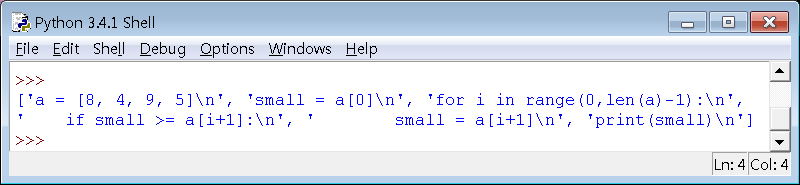 Python 3.4.1 Shell
File Edit Shell Debug Options Windows Help
>>>
['a = [8, 4, 9, 5]\n', 'small = a[0]\n', 'for i in range(0,len(a)-1):\n',
'    if small >= a[i+1]:\n', '        small = a[i+1]\n', 'print(small)\n']
>>>
Ln: 4 Col: 4